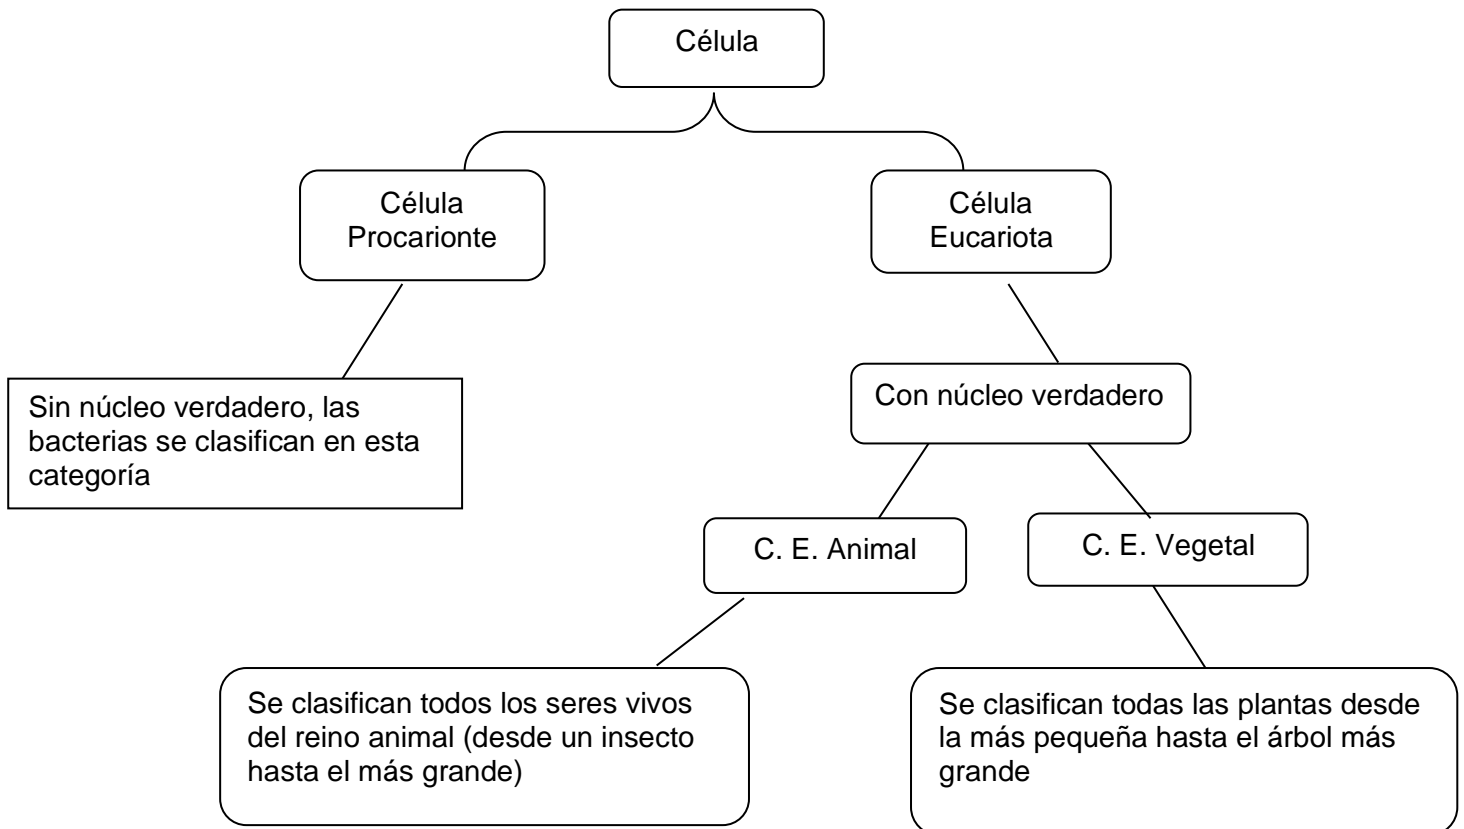 Célula
Célula
Procarionte
Célula
Eucariota
Sin núcleo verdadero, las
bacterias se clasifican en esta
categoría
Con núcleo verdadero
C. E. Animal
C. E. Vegetal
Se clasifican todos los seres vivos
del reino animal (desde un insecto
hasta el más grande)
Se clasifican todas las plantas desde
la más pequeña hasta el árbol más
grande